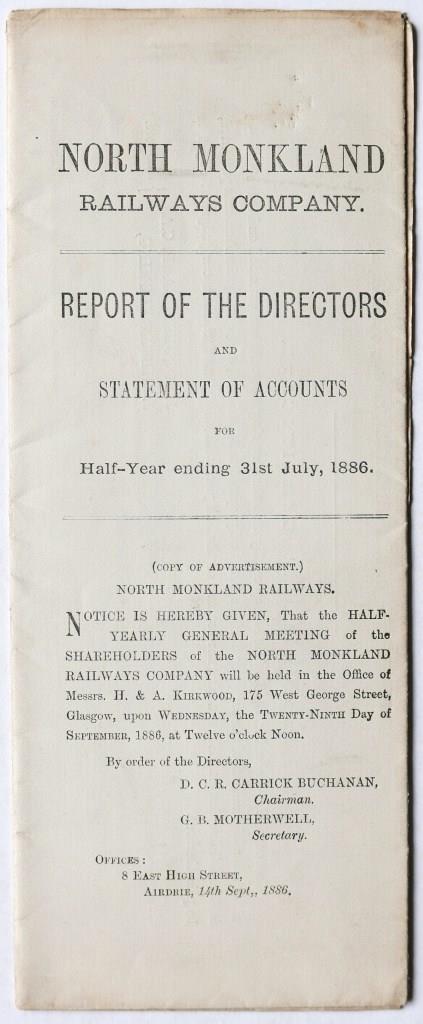 NORTH MONKLAND
RAILWAYS COMPANY.
REPORT OF THE DIRECTORS
AND
STATEMENT OF ACCOUNTS
FOR
Half-Year ending 31st July, 1886.
(COPY OF ADVERTISEMENT.)
NORTH MONKLAND RAILWAYS.
NOTICE IS HEREBY GIVEN, That the HALF-
YEARLY GENERAL MEETING of the
SHAREHOLDERS of the NORTH MONKLAND
RAILWAYS COMPANY will be held in the Office of
Messrs. H. & A. KIRKWOOD, 175 West George Street,
Glasgow, upon WEDNESDAY, the TWENTY-NINTH Day of
SEPTEMBER, 1886, at Twelve o'clock Noon.
By order of the Directors,
D. C. R. CARRICK BUCHANAN,
Chairman.
G. B. MOTHERWELL,
Secretary.
OFFICES:
8 EAST HIGH STREET,
AIRDRIE, 14th Sept,, 1886.